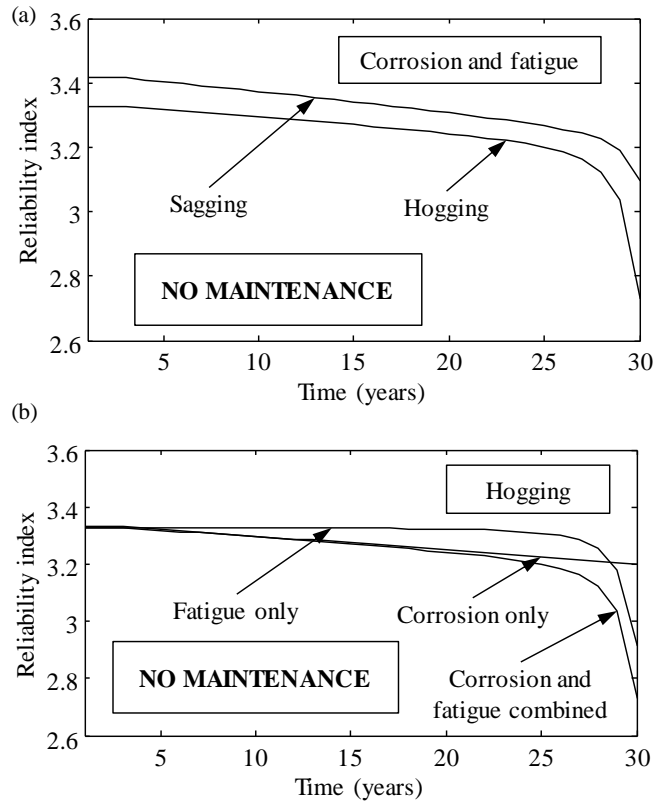 (a)
3.6
3.4
3.2
3
2.8
2.6
Reliability index
Corrosion and fatigue
Sagging
Hogging
NO MAINTENANCE
5
10
15
20
25
30
Time (years)
(b)
3.6
3.4
3.2
3
2.8
2.6
Reliability index
Hogging
Fatigue only
Corrosion only
NO MAINTENANCE
Corrosion and
fatigue combined
5
10
15
20
25
30
Time (years)